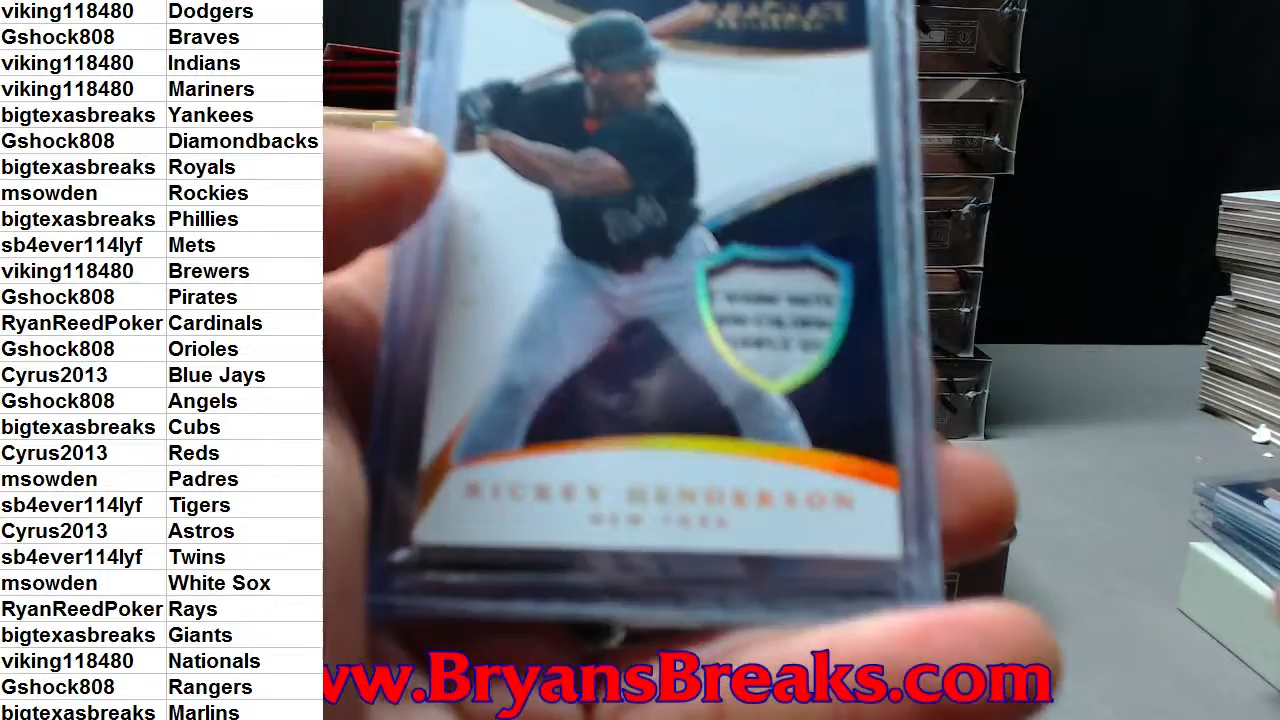 viking118480 Dodgers
Gshock808 Braves
viking118480 Indians
viking118480 Mariners
bigtexasbreaks Yankees
Gshock808 Diamondbacks
bigtexasbreaks Royals
msowden Rockies
bigtexasbreaks Phillies
sb4ever114lyf Mets
viking118480 Brewers
Gshock808 Pirates
RyanReedPoker Cardinals
Gshock808 Orioles
Cyrus2013 Blue Jays
Gshock808 Angels
bigtexasbreaks Cubs
Cyrus2013 Reds
msowden Padres
sb4ever114lyf Tigers
Cyrus2013 Astros
sb4ever114lyf Twins
msowden White Sox
RyanReedPoker Rays
bigtexasbreaks Giants
viking118480 Nationals
Gshock808 Rangers
bigtexasbreaks Marlins
RICKEY HENDERSON
NEW YORK
ww.BryansBreaks.com